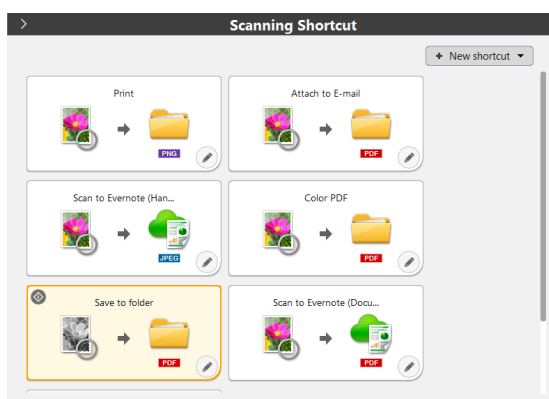 Scanning Shortcut
+ New shortcut
Print
PNG
Attach to E-mail
PDF
Scan to Evernote (Han...
JPEG
Color PDF
PDF
Save to folder
PDF
Scan to Evernote (Docu...
PDF